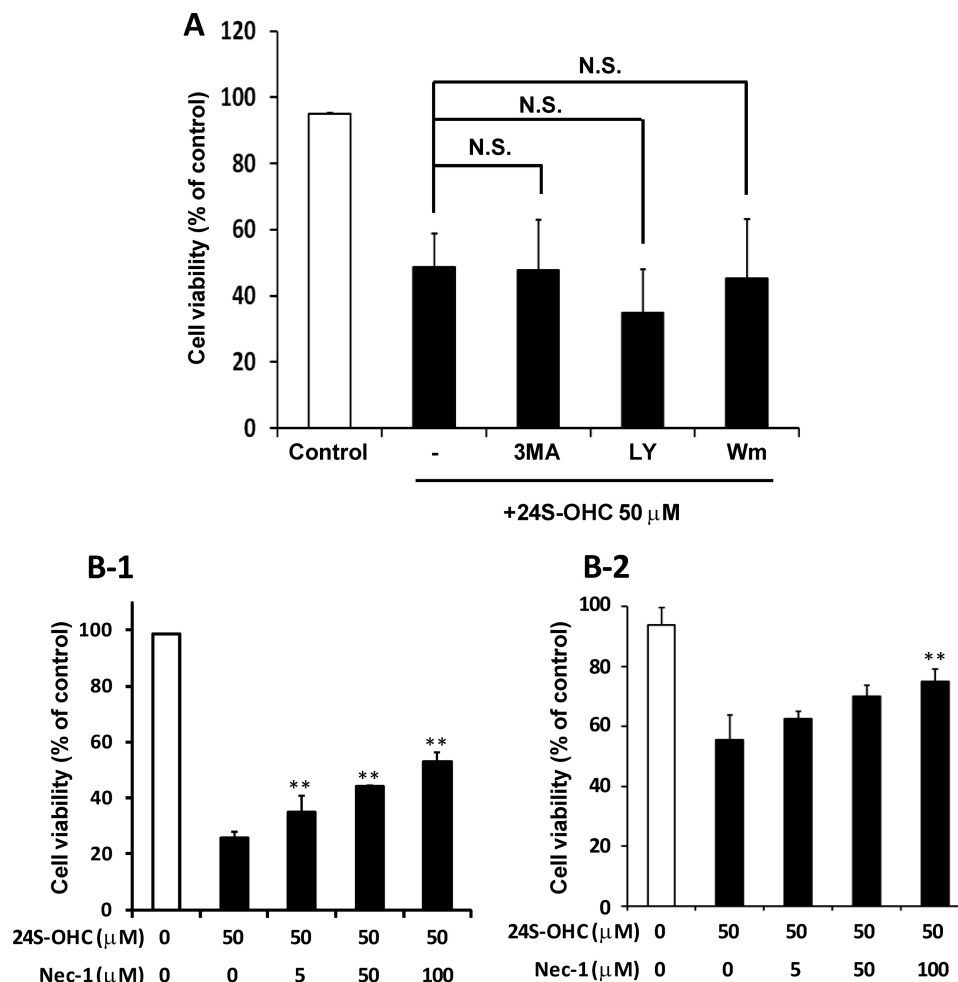 A
Cell viability (% of control)
120
100
80
60
40
20
0
N.S.
N.S.
N.S.
Control - 3MA LY Wm
+24S-OHC 50 μM
B-1
Cell viability (% of control)
100
80
60
40
20
0
** ** **
24S-OHC (μM) 0 50 50 50 50
Nec-1 (μM) 0 0 5 50 100
B-2
Cell viability (% of control)
100
80
60
40
20
0
**
24S-OHC (μM) 0 50 50 50 50
Nec-1 (μM) 0 0 5 50 100